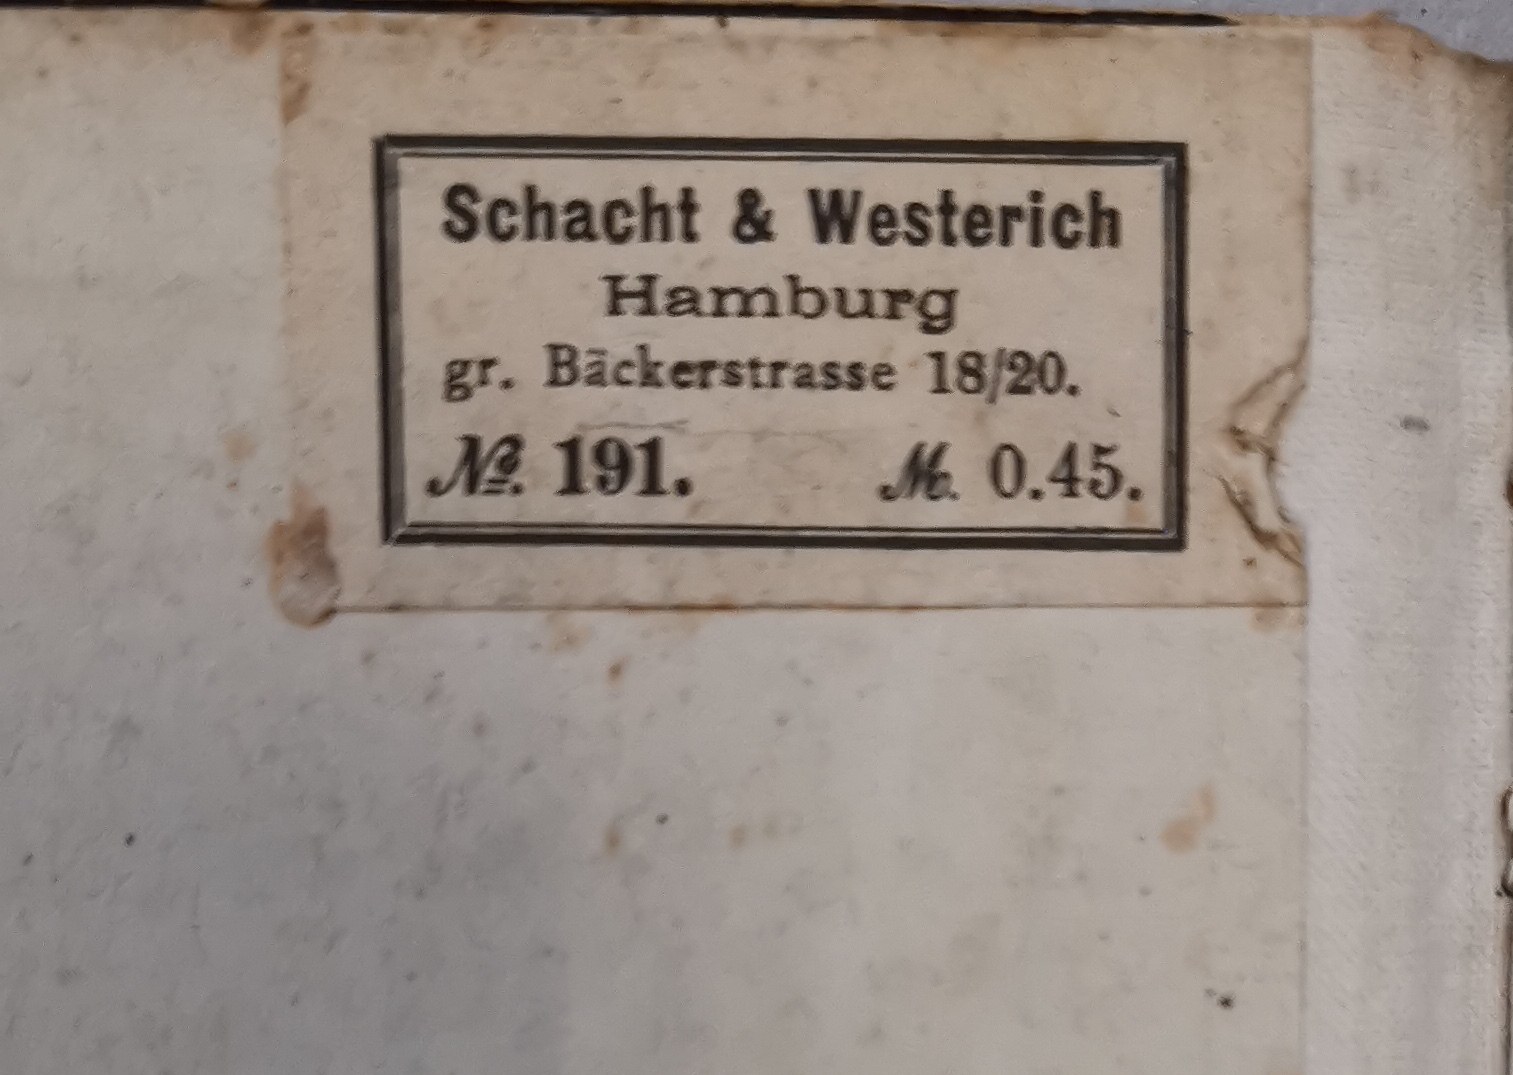 Schacht & Westerich
Hamburg
gr. Bäckerstrasse 18/20.
No. 191. M. 0.45.